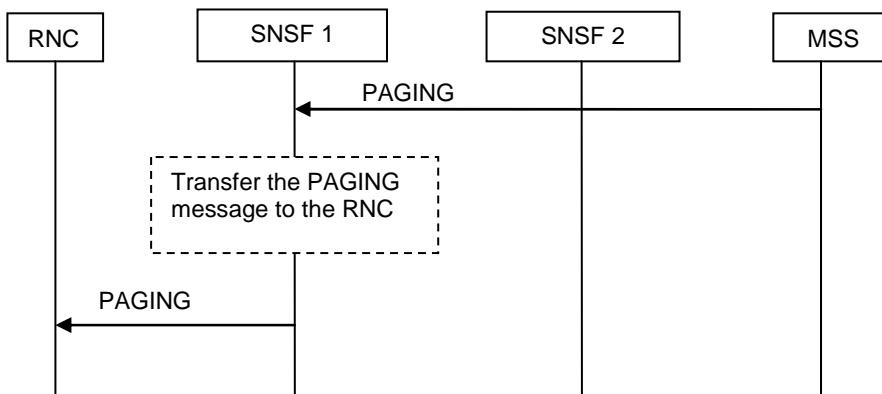 RNC
SNSF 1
SNSF 2
MSS
PAGING
Transfer the PAGING
message to the RNC
PAGING